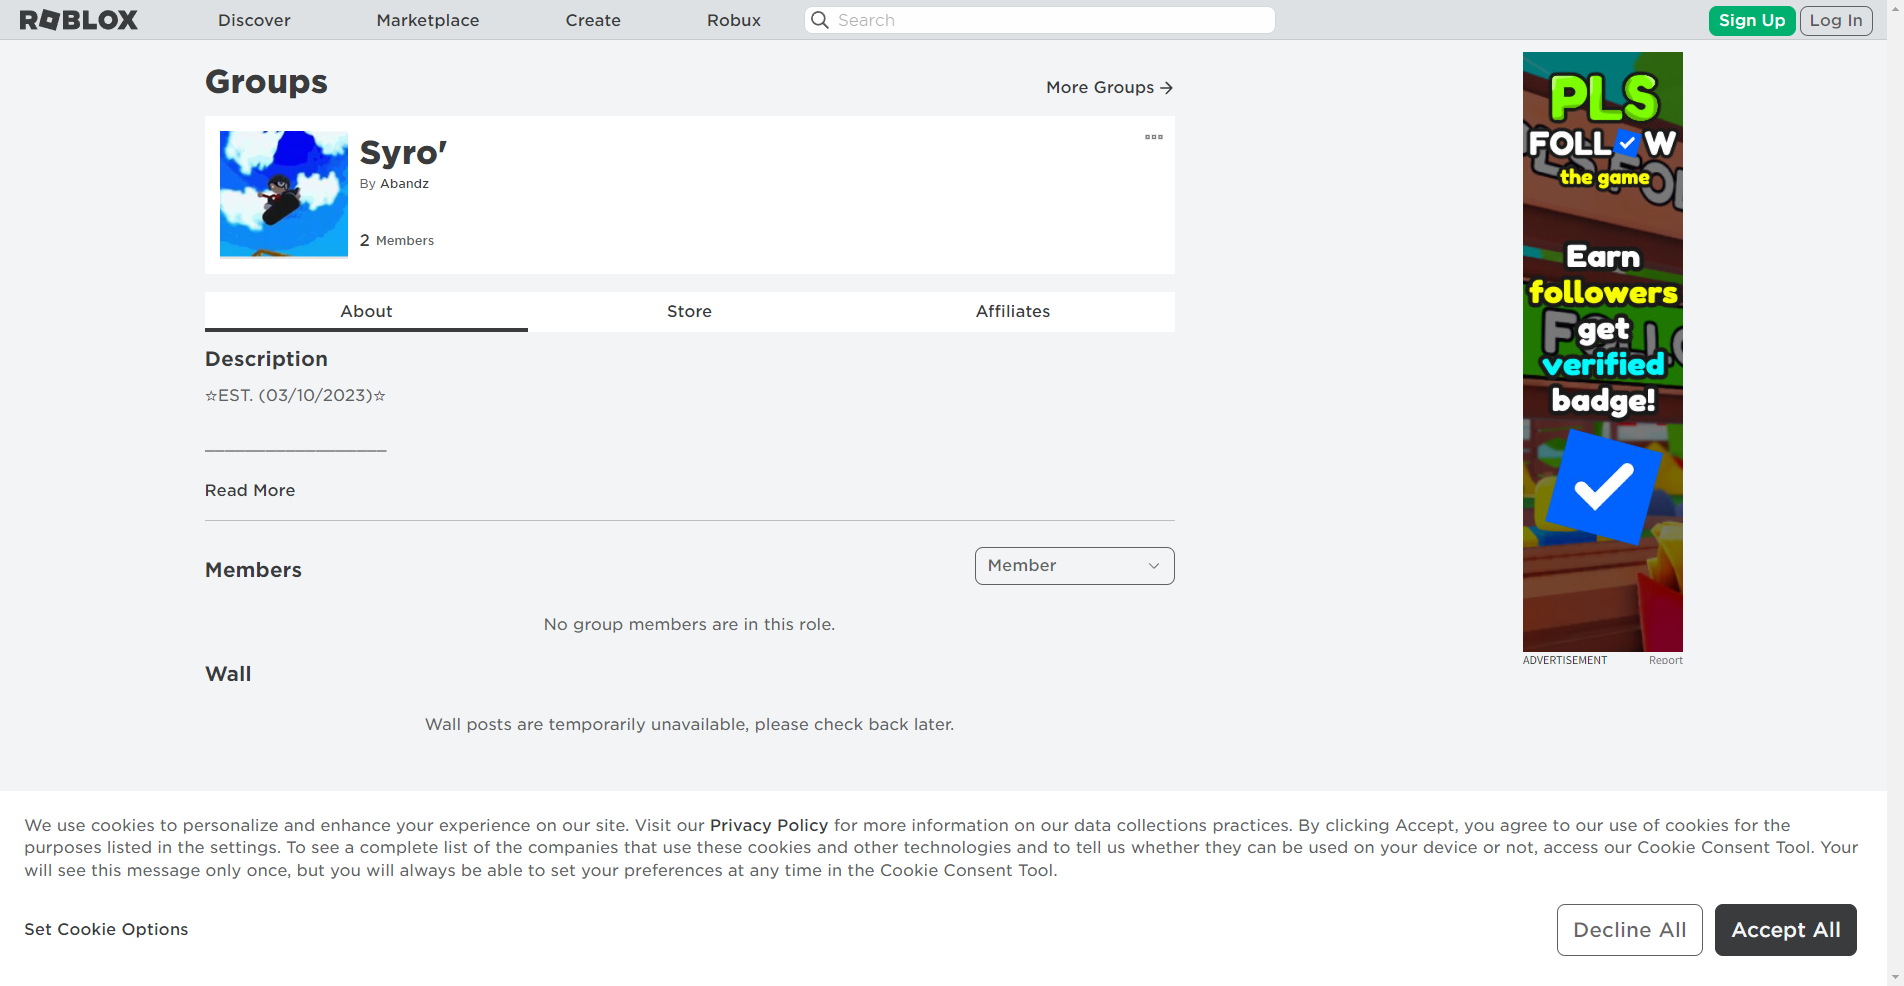 ROBLOX
Discover
Marketplace
Create
Robux
Search
Sign Up
Log In
Groups
More Groups
Syro'
By Abandz
2 Members
About
Store
Affiliates
Description
☆EST. (03/10/2023)☆
___________________
Read More
Members
Member
No group members are in this role.
Wall
Wall posts are temporarily unavailable, please check back later.
PLS
FOLLOW
the game
Earn
followers
get
verified
badge!
ADVERTISEMENT
Report
We use cookies to personalize and enhance your experience on our site. Visit our Privacy Policy for more information on our data collections practices. By clicking Accept, you agree to our use of cookies for the
purposes listed in the settings. To see a complete list of the companies that use these cookies and other technologies and to tell us whether they can be used on your device or not, access our Cookie Consent Tool. Your
will see this message only once, but you will always be able to set your preferences at any time in the Cookie Consent Tool.
Set Cookie Options
Decline All
Accept All